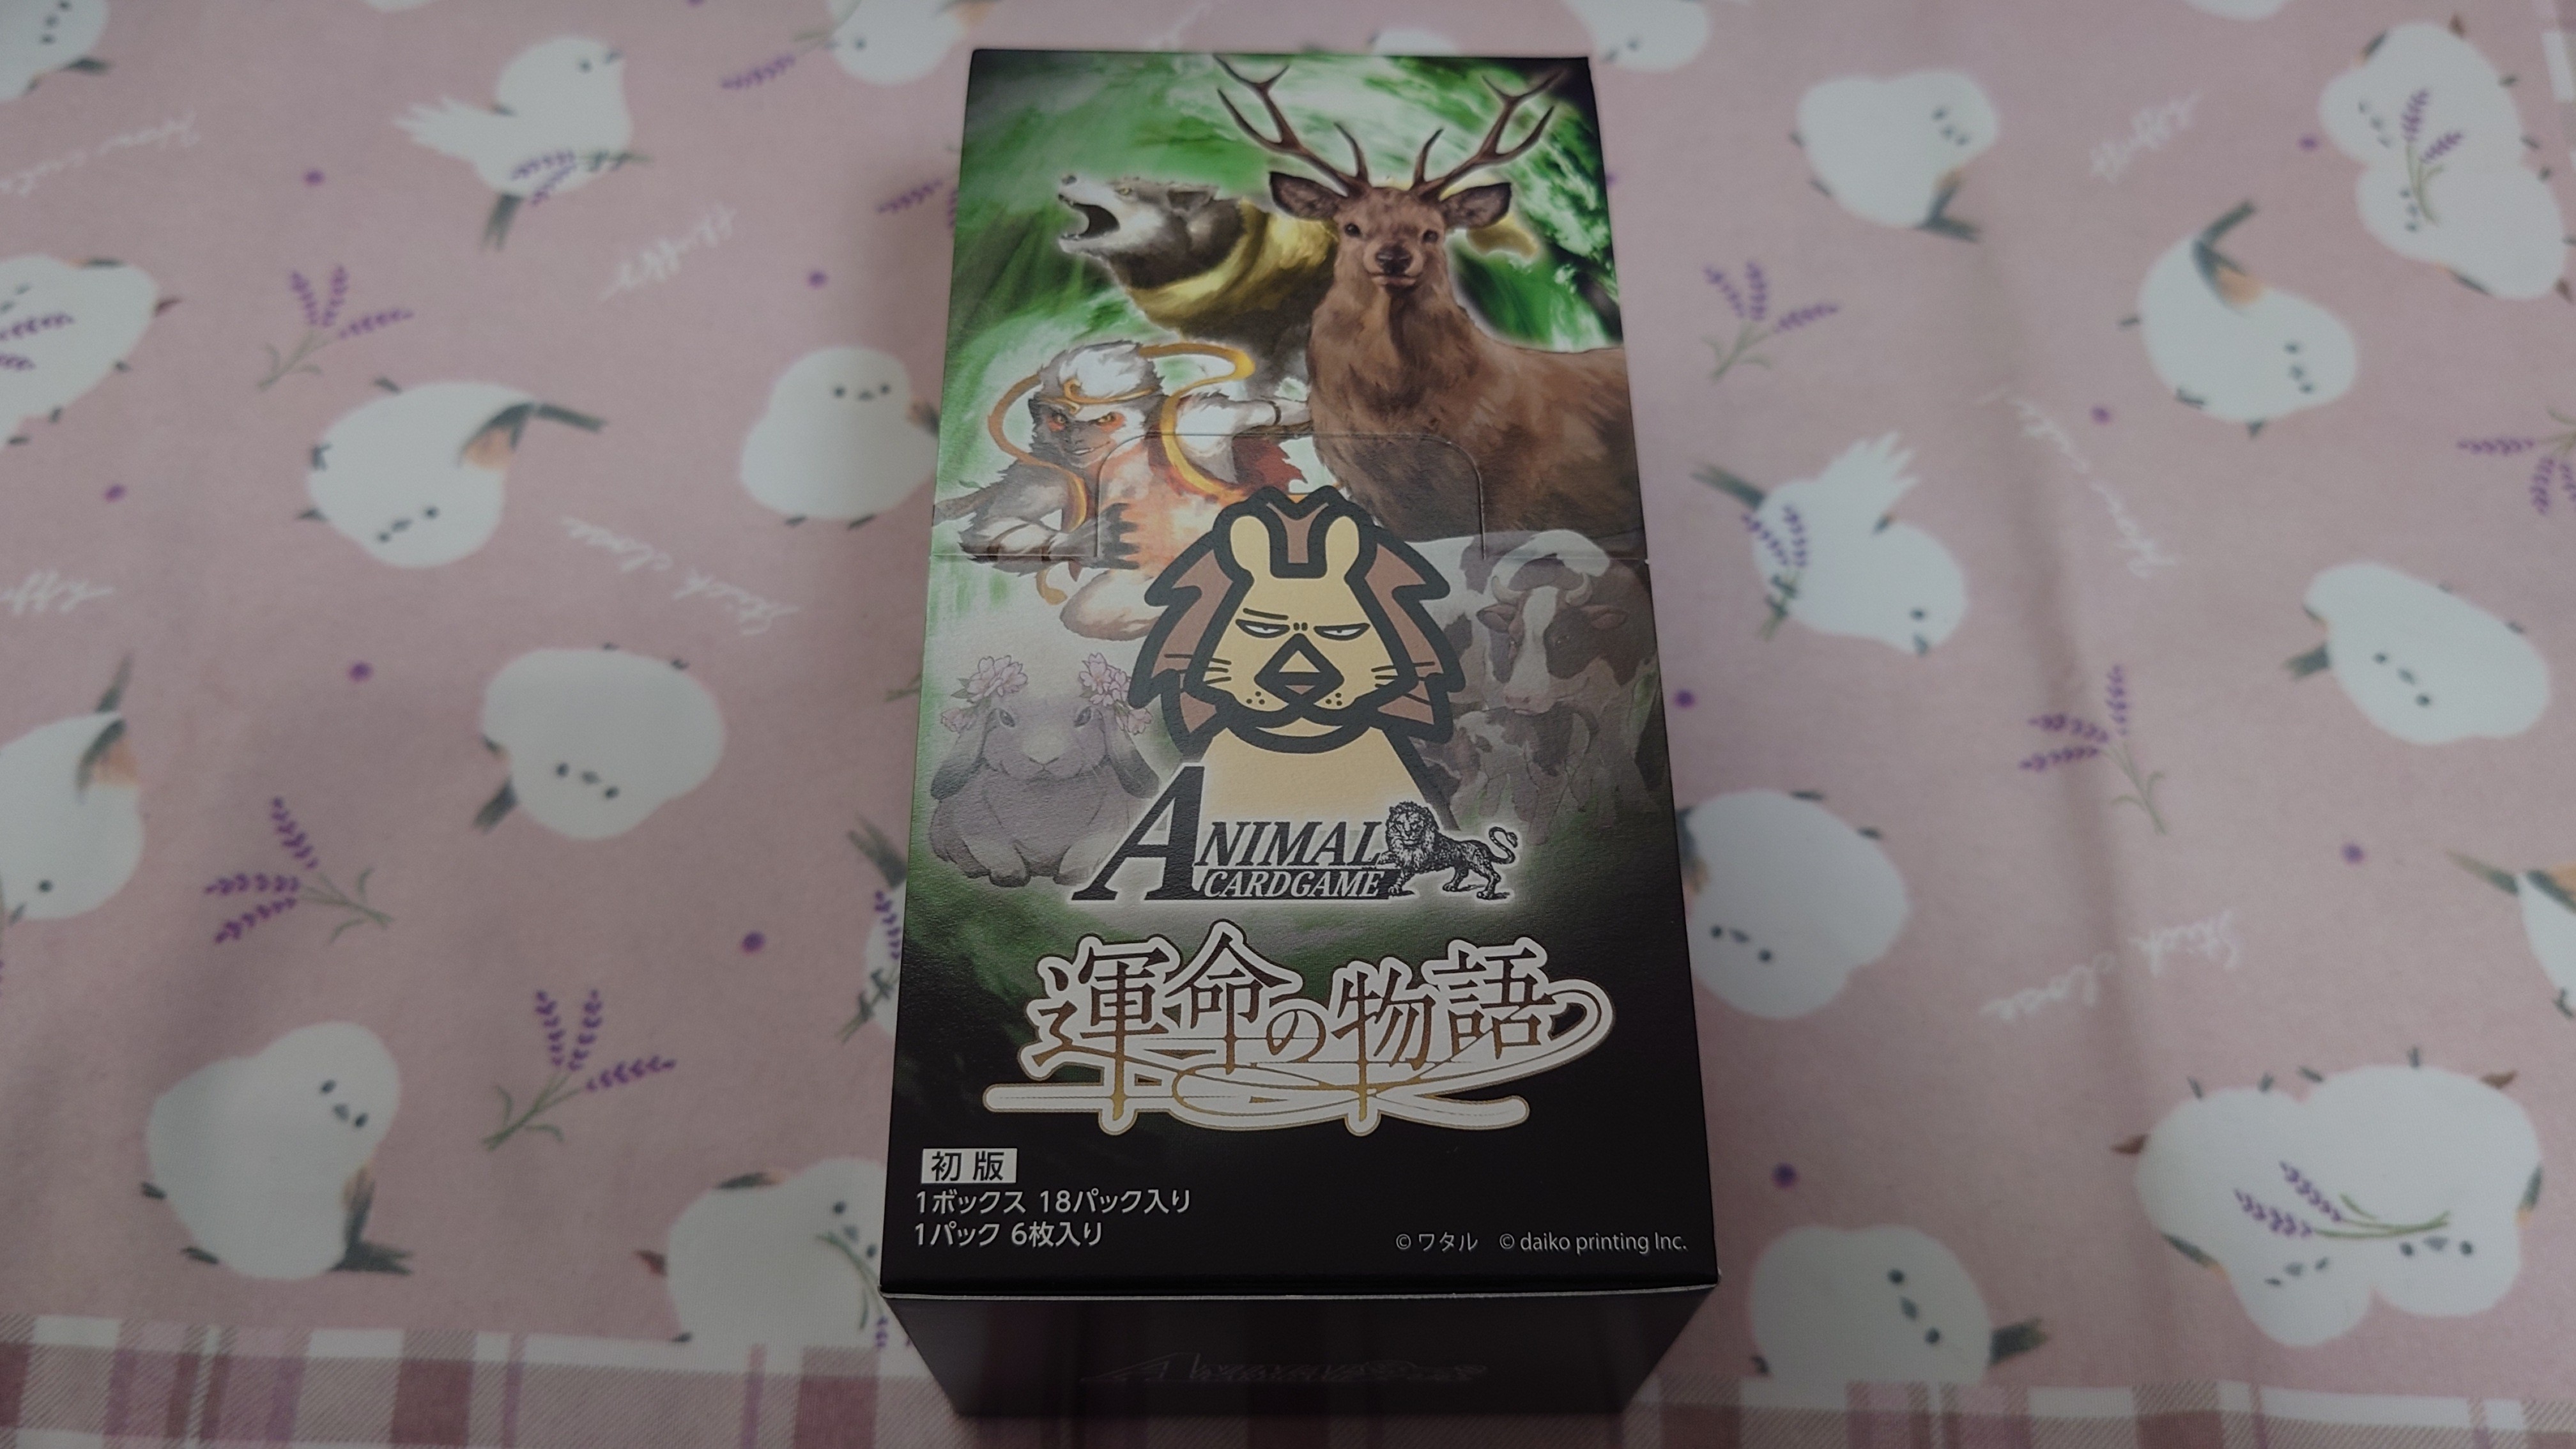 ANIMAL
CARDGAME
運命の物語
初版
1ボックス 18パック入り
1パック 6枚入り
© ワタル © daiko printing Inc.